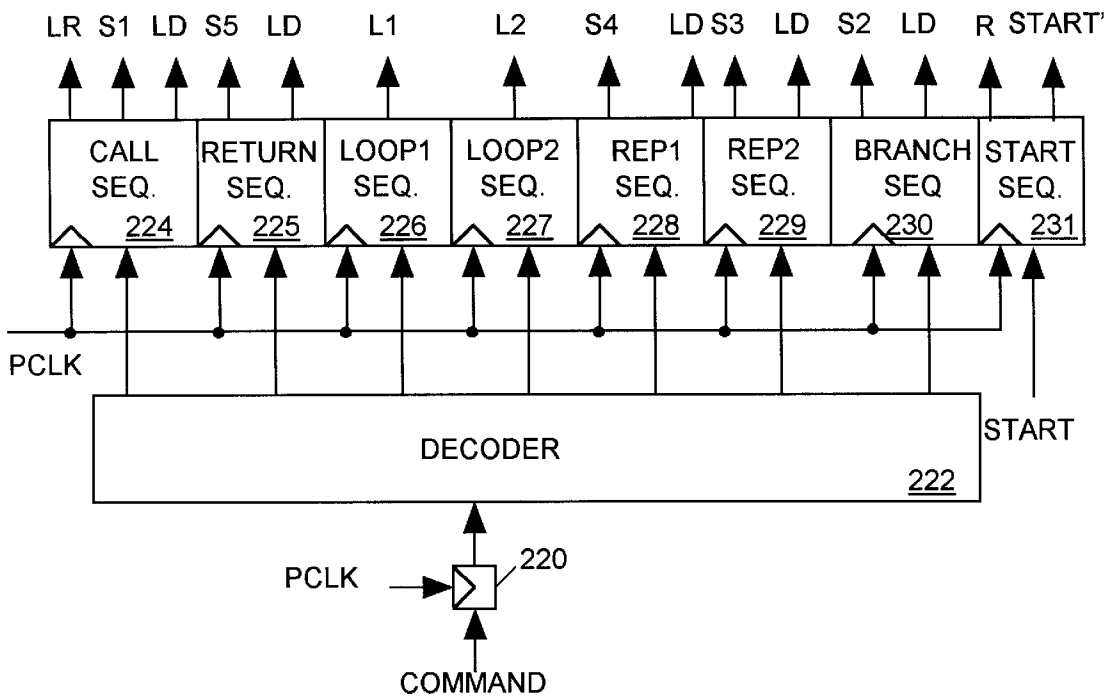 LR S1 LD S5 LD L1 L2 S4 LD S3 LD S2 LD R START'
CALL SEQ. 224
RETURN SEQ. 225
LOOP1 SEQ. 226
LOOP2 SEQ. 227
REP1 SEQ. 228
REP2 SEQ. 229
BRANCH SEQ 230
START SEQ. 231
PCLK
START
DECODER
222
PCLK
220
COMMAND